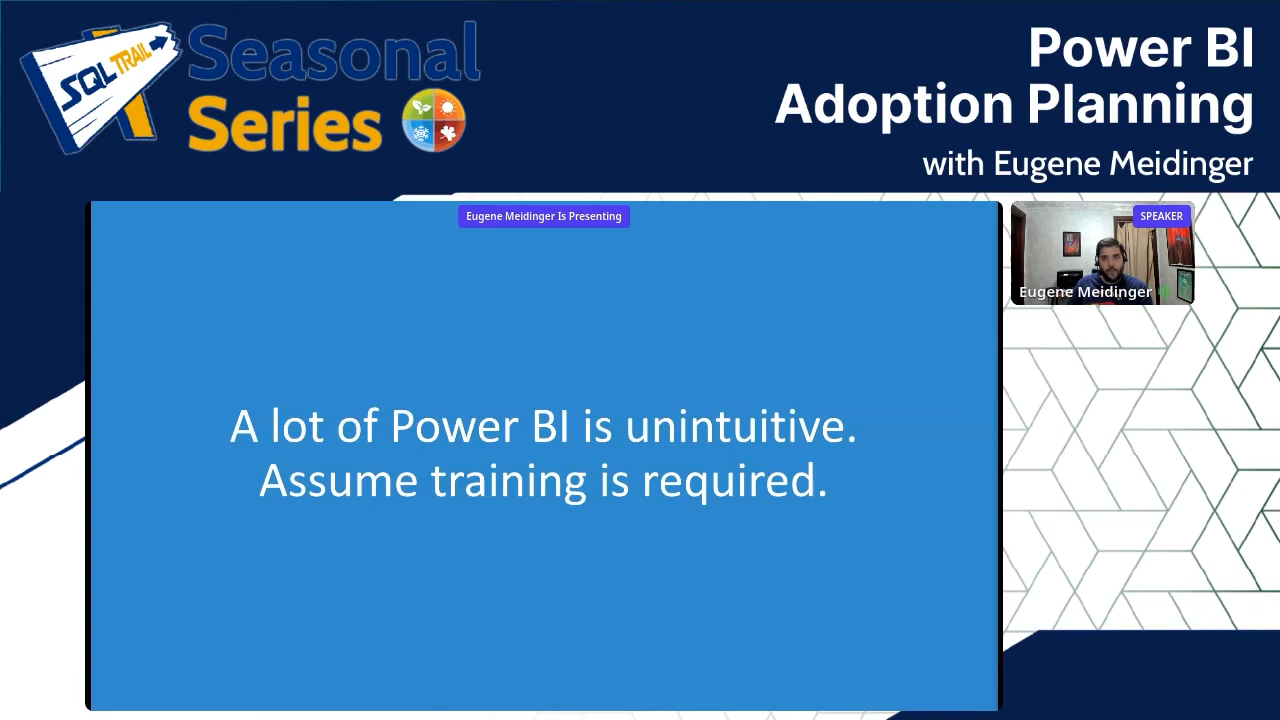 SQL TRAIL
Seasonal
Series
Power BI
Adoption Planning
with Eugene Meidinger
Eugene Meidinger Is Presenting
SPEAKER
Eugene Meidinger
A lot of Power BI is unintuitive.
Assume training is required.